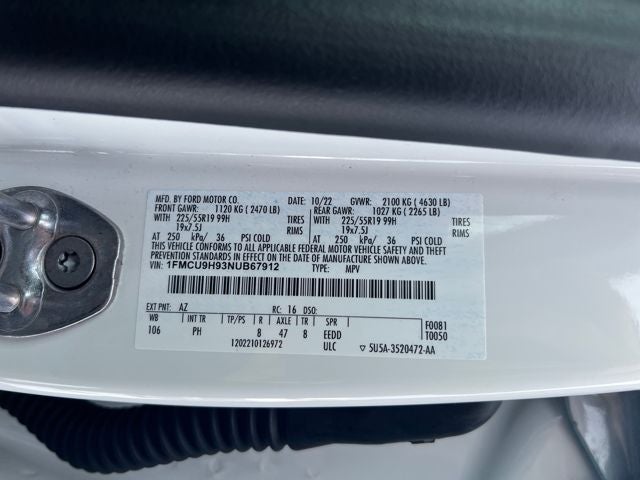 MFD. BY FORD MOTOR CO. DATE: 10/22 GVWR: 2100 KG ( 4630 LB)
FRONT GAWR: 1120 KG ( 2470 LB) REAR GAWR: 1027 KG ( 2265 LB)
WITH 225/55R19 99H TIRES WITH 225/55R19 99H TIRES
19x7.5J RIMS 19x7.5J RIMS
AT 250 kPa/ 36 PSI COLD AT 250 kPa/ 36 PSI COLD
THIS VEHICLE CONFORMS TO ALL APPLICABLE FEDERAL MOTOR VEHICLE SAFETY
AND THEFT PREVENTION STANDARDS IN EFFECT ON THE DATE OF MANUFACTURE SHOWN ABOVE.
VIN: 1FMCU9H93NUB67912 TYPE: MPV
EXT PNT: AZ RC: 16 DSO: F0081
WB INT TR TP/PS R AXLE TR SPR T0050
106 PH 8 47 8 EEDD
1202210126972 ULC ▽ 5U5A-3520472-AA